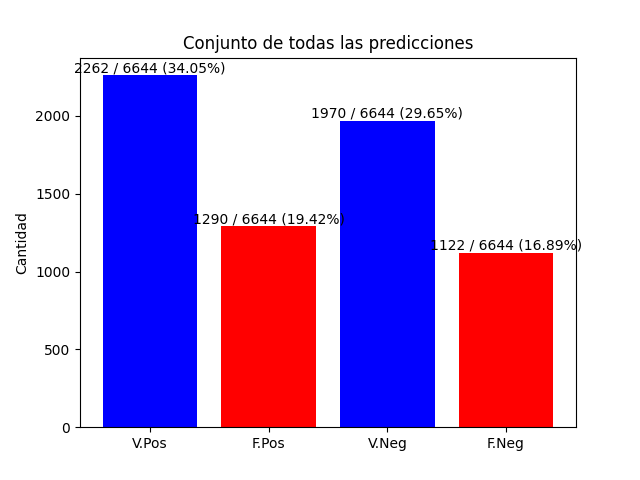 Conjunto de todas las predicciones
2262 / 6644 (34.05%)
1970 / 6644 (29.65%)
1290 / 6644 (19.42%)
1122 / 6644 (16.89%)
Cantidad
2000
1500
1000
500
0
V.Pos
F.Pos
V.Neg
F.Neg